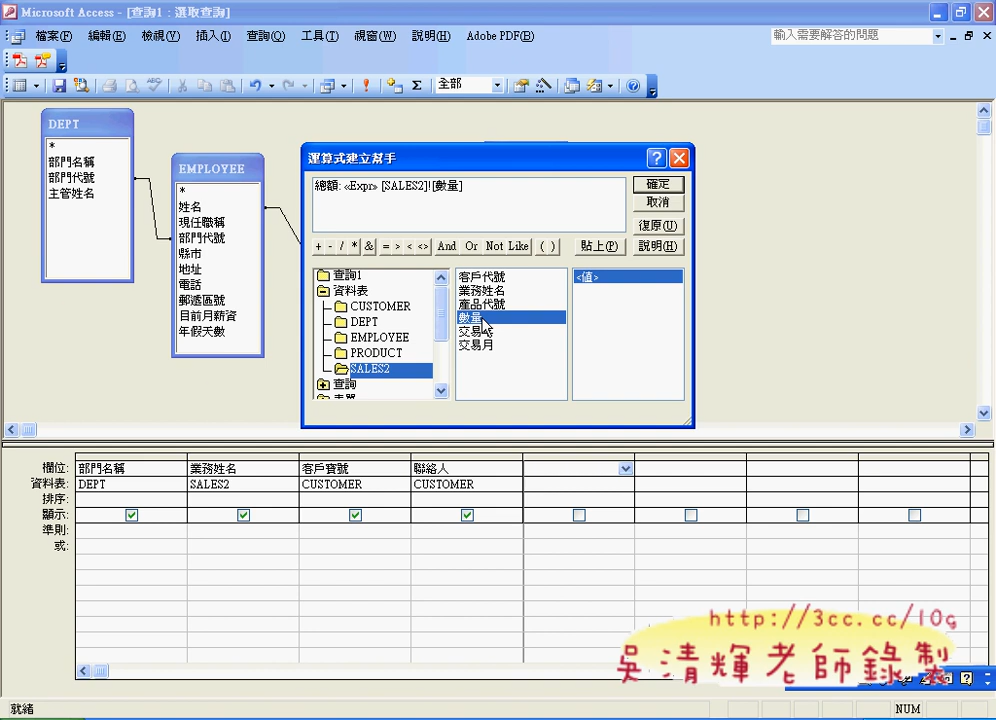 Microsoft Access - [查詢1 : 選取查詢]
檔案(F) 編輯(E) 檢視(V) 插入(I) 查詢(Q) 工具(T) 視窗(W) 說明(H) Adobe PDF(B) 輸入需要解答的問題
全部
DEPT
*
部門名稱
部門代號
主管姓名
EMPLOYEE
*
姓名
現任職稱
部門代號
縣市
地址
電話
郵遞區號
目前月薪資
年假天數
運算式建立幫手
總額: «Expr» [SALES2]![數量]
確定
取消
復原(U)
+ - / * & = > < <> And Or Not Like ( ) 貼上(P) 說明(H)
查詢1
資料表
CUSTOMER
DEPT
EMPLOYEE
PRODUCT
SALES2
查詢
表單
客戶代號
業務姓名
產品代號
數量
交易
交易月
<值>
欄位: 部門名稱 業務姓名 客戶寶號 聯絡人
資料表: DEPT SALES2 CUSTOMER CUSTOMER
排序:
顯示:
準則:
或:
http://3cc.cc/10g
吳清輝老師錄製
就緒 NUM